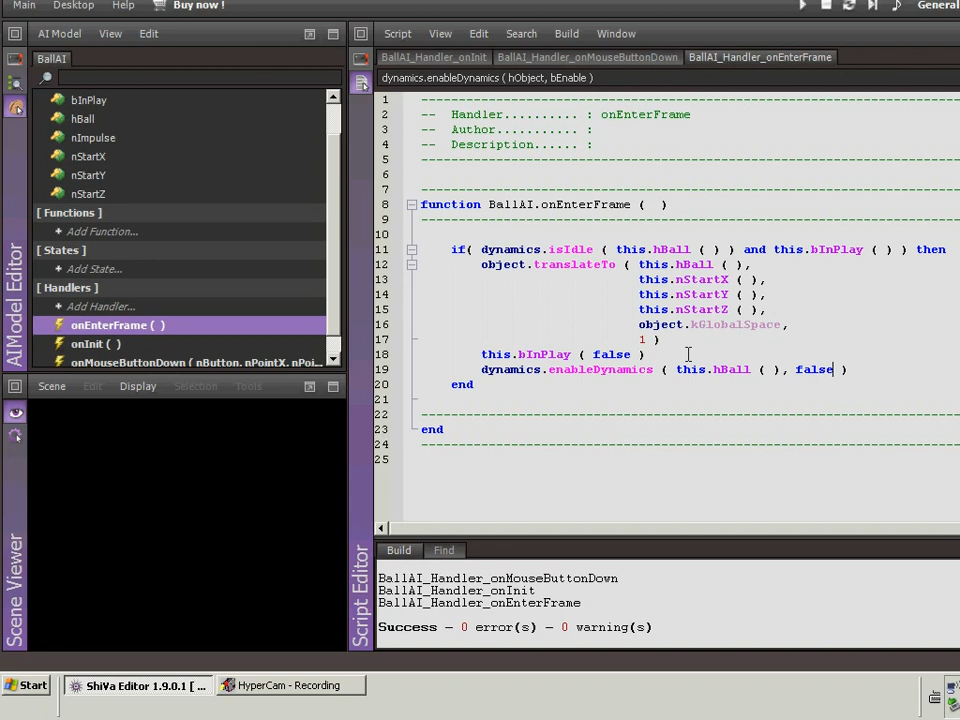 Main Desktop Help Buy now ! General
AI Model View Edit
BallAI
bInPlay
hBall
nImpulse
nStartX
nStartY
nStartZ
[ Functions ]
+ Add Function...
[ States ]
+ Add State...
[ Handlers ]
+ Add Handler...
onEnterFrame ( )
onInit ( )
onMouseButtonDown ( nButton, nPointX, nPoi...
AIModel Editor
Scene Edit Display Selection
Scene Viewer
Script View Edit Search Build Window
BallAI_Handler_onInit BallAI_Handler_onMouseButtonDown BallAI_Handler_onEnterFrame
dynamics.enableDynamics ( hObject, bEnable )
1 --------------------------------------------------------------------------------
2 -- Handler.......... : onEnterFrame
3 -- Author........... :
4 -- Description...... :
5 --------------------------------------------------------------------------------
6
7 --------------------------------------------------------------------------------
8 function BallAI.onEnterFrame ( )
9 --------------------------------------------------------------------------------
10
11 if( dynamics.isIdle ( this.hBall ( ) ) and this.bInPlay ( ) ) then
12 object.translateTo ( this.hBall ( ),
13 this.nStartX ( ),
14 this.nStartY ( ),
15 this.nStartZ ( ),
16 object.kGlobalSpace,
17 1 )
18 this.bInPlay ( false )
19 dynamics.enableDynamics ( this.hBall ( ), false )
20 end
21
22 --------------------------------------------------------------------------------
23 end
24 --------------------------------------------------------------------------------
25
Script Editor
Build Find
BallAI_Handler_onMouseButtonDown
BallAI_Handler_onInit
BallAI_Handler_onEnterFrame
Success – 0 error(s) – 0 warning(s)
Start ShiVa Editor 1.9.0.1 [ ... HyperCam - Recording